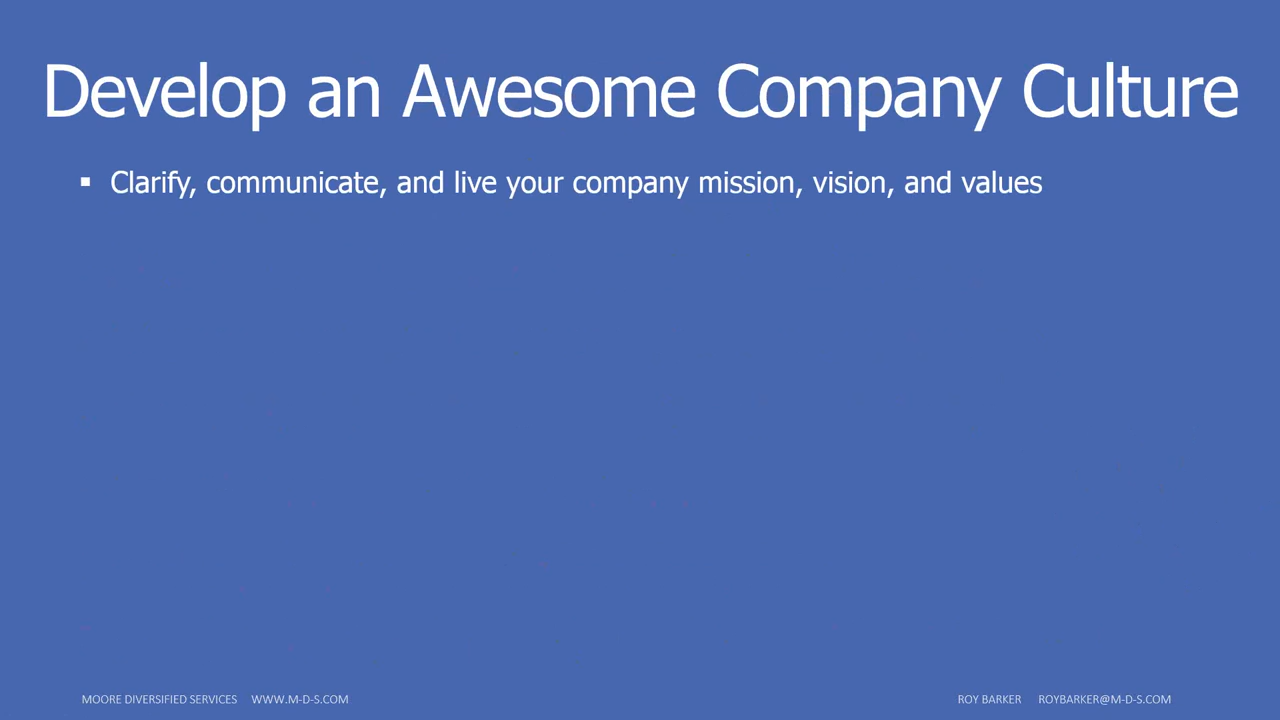 Develop an Awesome Company Culture
▪ Clarify, communicate, and live your company mission, vision, and values
MOORE DIVERSIFIED SERVICES WWW.M-D-S.COM ROY BARKER ROYBARKER@M-D-S.COM